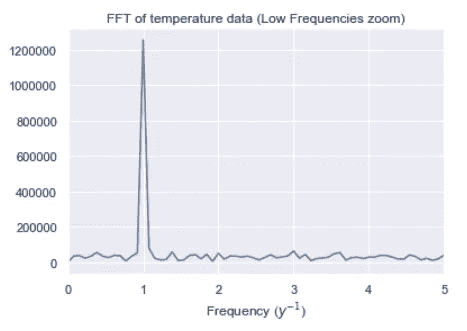 FFT of temperature data (Low Frequencies zoom)
1200000
1000000
800000
600000
400000
200000
0
0 1 2 3 4 5
Frequency (y⁻¹)